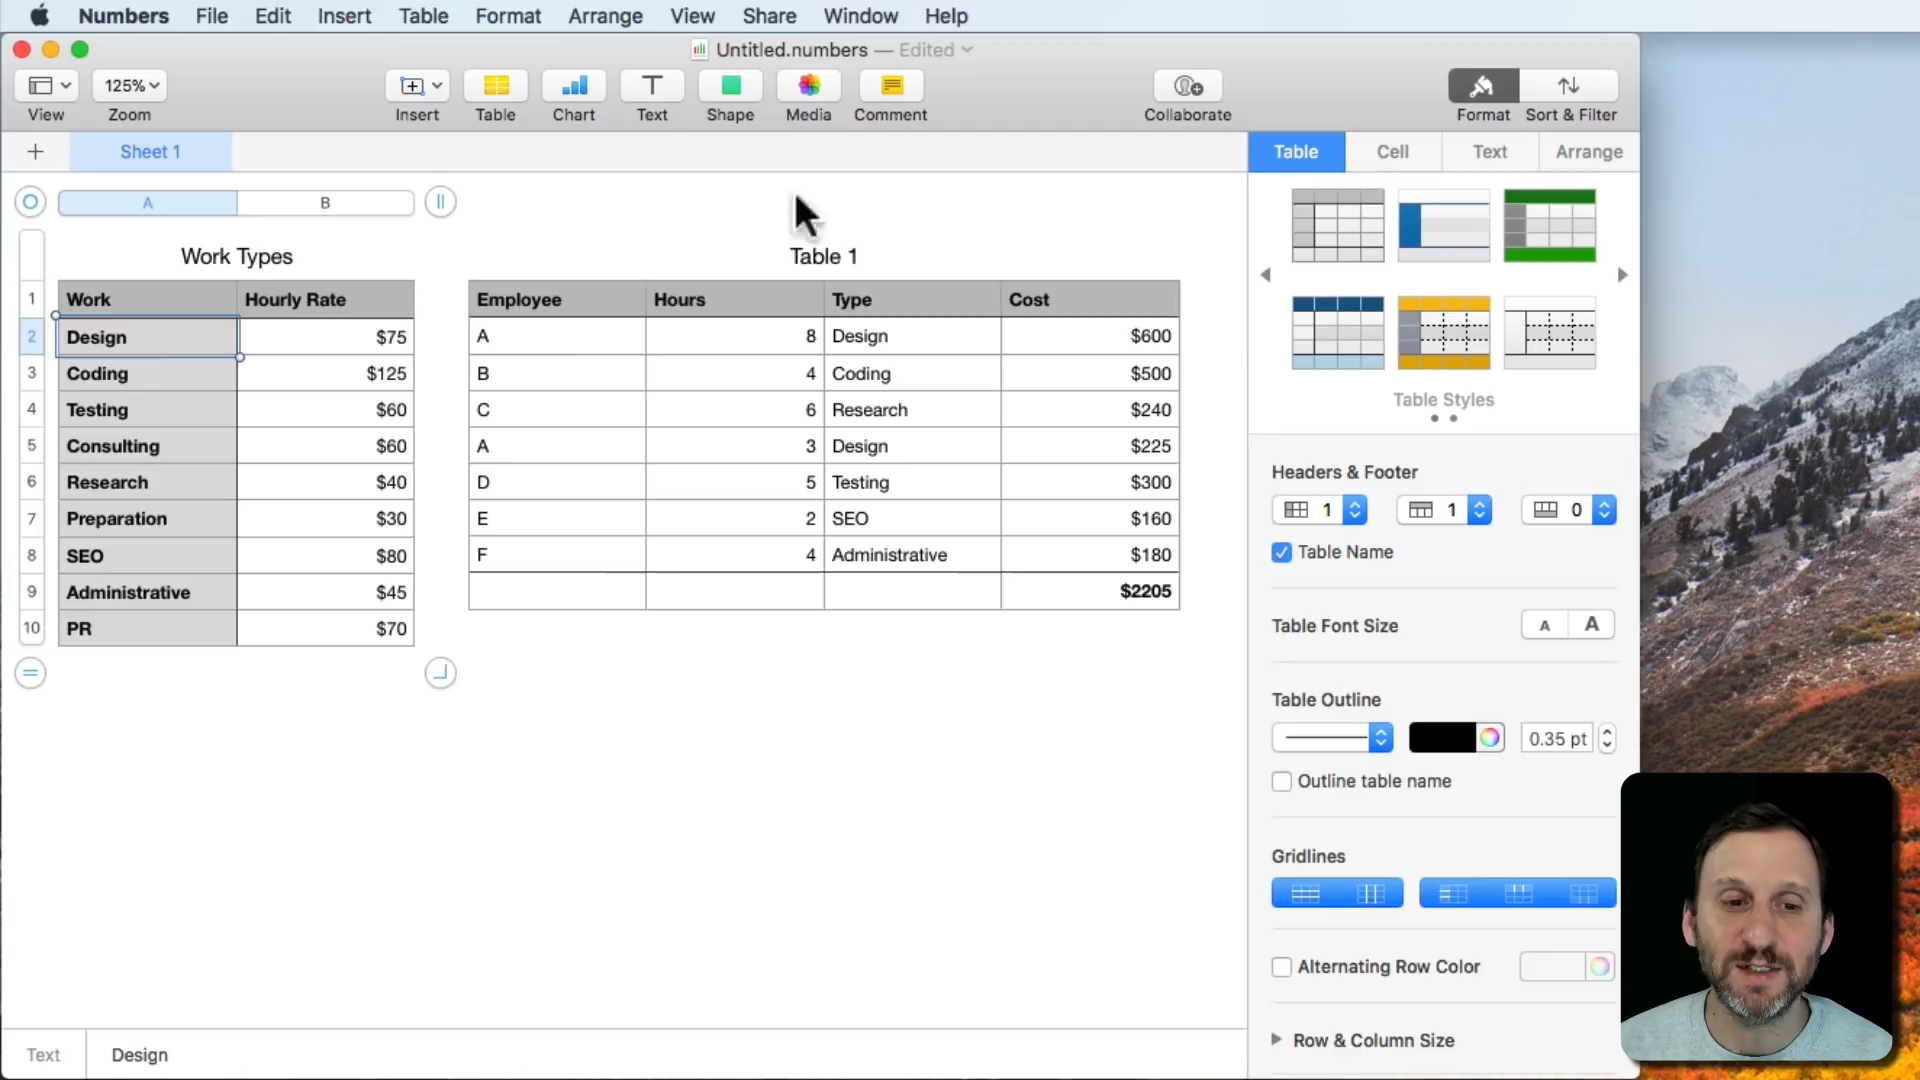 Numbers File Edit Insert Table Format Arrange View Share Window Help
Untitled.numbers — Edited
125%
View Zoom Insert Table Chart Text Shape Media Comment Collaborate Format Sort & Filter
+ Sheet 1
Table Cell Text Arrange
A B
Work Types
Work Hourly Rate
1
2 Design $75
3 Coding $125
4 Testing $60
5 Consulting $60
6 Research $40
7 Preparation $30
8 SEO $80
9 Administrative $45
10 PR $70
Table 1
Employee Hours Type Cost
A 8 Design $600
B 4 Coding $500
C 6 Research $240
A 3 Design $225
D 5 Testing $300
E 2 SEO $160
F 4 Administrative $180
$2205
Table Styles
Headers & Footer
1 1 0
Table Name
Table Font Size A A
Table Outline
0.35 pt
Outline table name
Gridlines
Alternating Row Color
Row & Column Size
Text Design